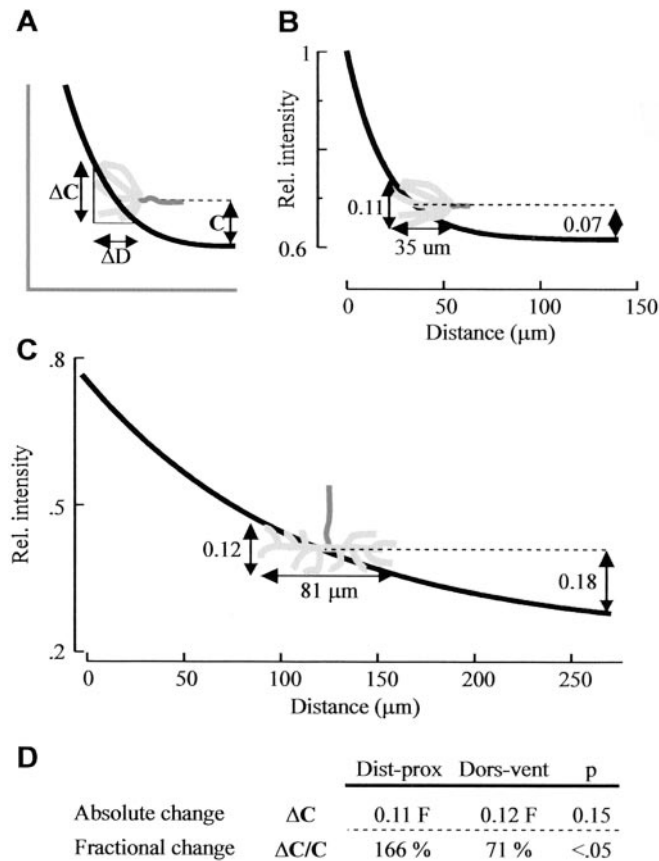 A
ΔC
C
ΔD
B
1
Rel. intensity
0.11
0.07
0.6
35 um
0 50 100 150
Distance (μm)
C
.8
Rel. intensity
.5
0.12
0.18
81 μm
.2
0 50 100 150 200 250
Distance (μm)
D
Dist-prox Dors-vent p
Absolute change ΔC 0.11 F 0.12 F 0.15
Fractional change ΔC/C 166 % 71 % <.05